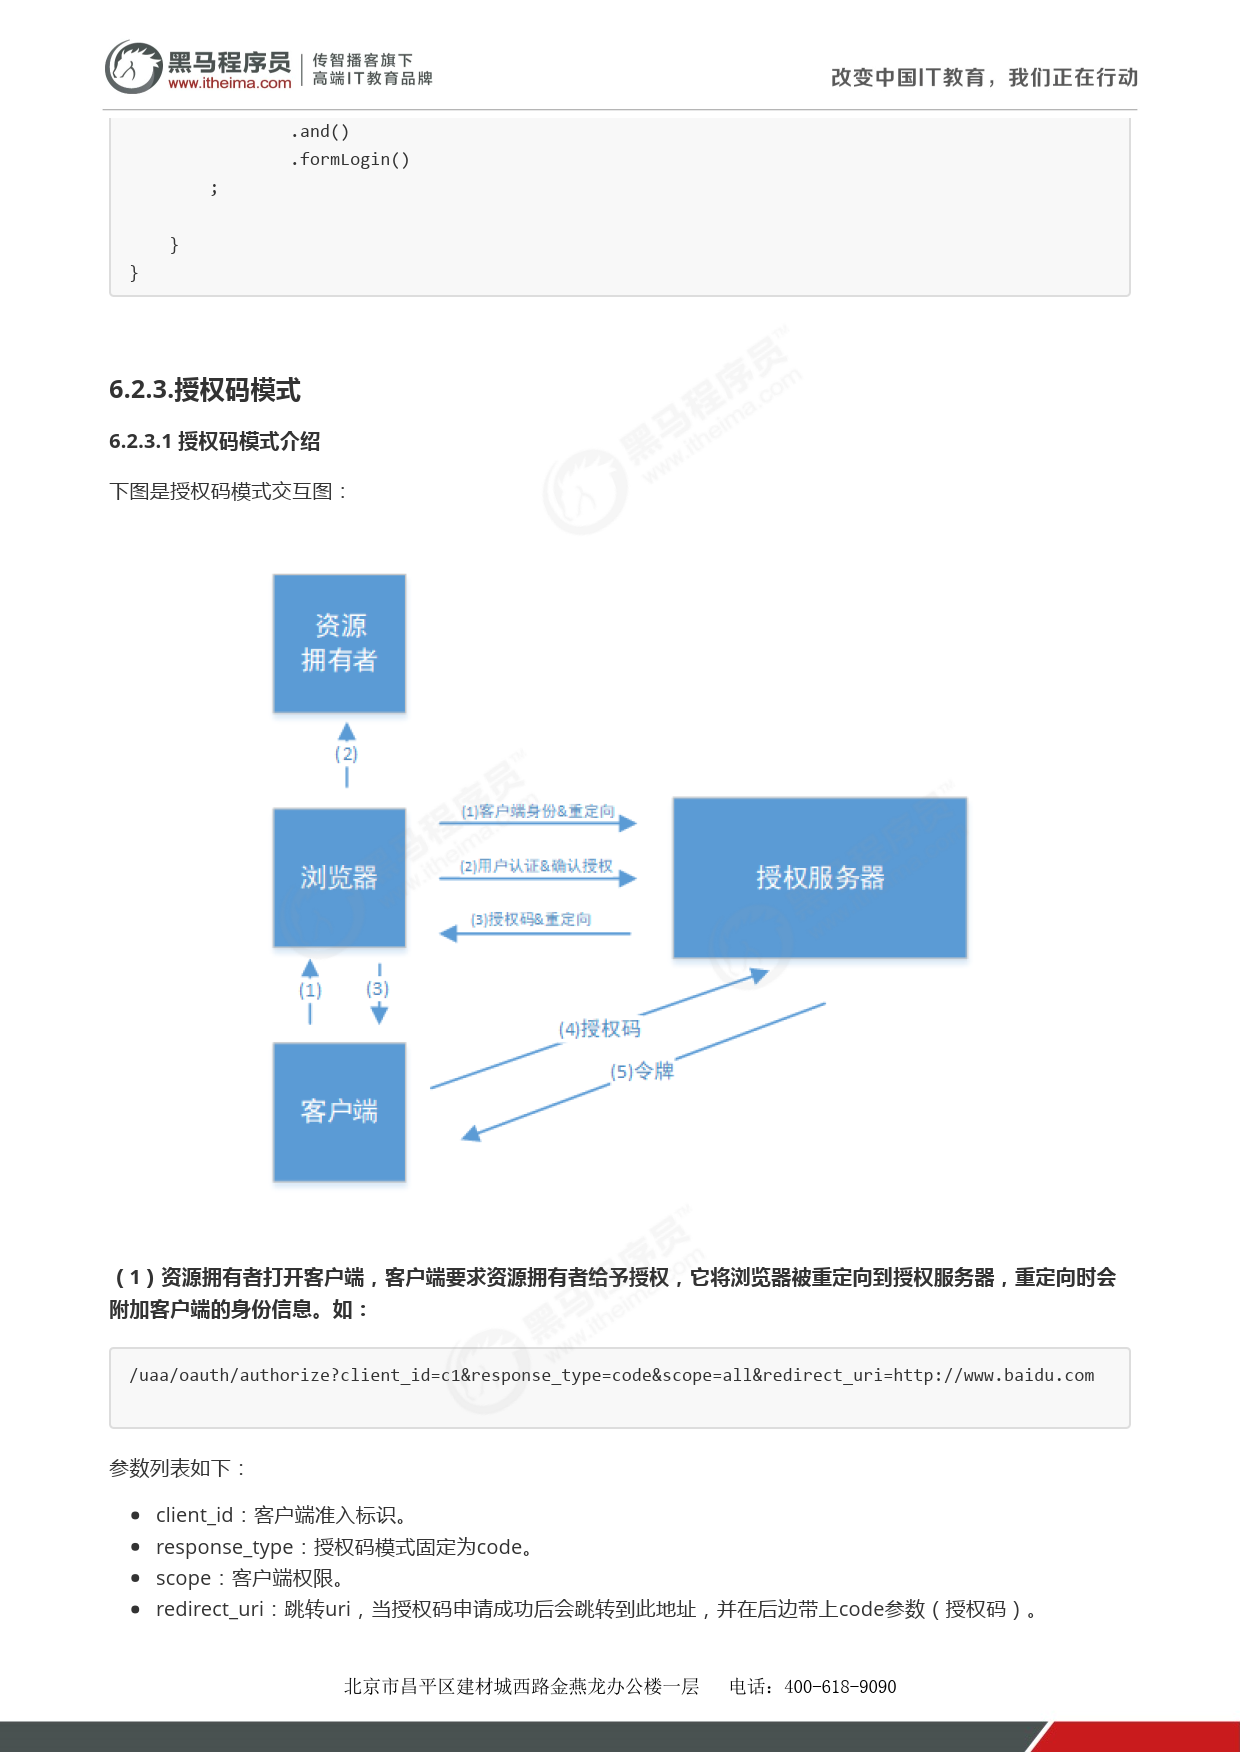 黑马程序员
www.itheima.com
传智播客旗下
高端IT教育品牌
改变中国IT教育，我们正在行动
.and()
.formLogin()
;
}
}
6.2.3.授权码模式
6.2.3.1 授权码模式介绍
下图是授权码模式交互图：
资源
拥有者
(2)
浏览器
(1)客户端身份&重定向
(2)用户认证&确认授权
(3)授权码&重定向
授权服务器
(1)
(3)
(4)授权码
(5)令牌
客户端
（1）资源拥有者打开客户端，客户端要求资源拥有者给予授权，它将浏览器被重定向到授权服务器，重定向时会
附加客户端的身份信息。如：
/uaa/oauth/authorize?client_id=c1&response_type=code&scope=all&redirect_uri=http://www.baidu.com
参数列表如下：
client_id：客户端准入标识。
response_type：授权码模式固定为code。
scope：客户端权限。
redirect_uri：跳转uri，当授权码申请成功后会跳转到此地址，并在后边带上code参数（授权码）。
北京市昌平区建材城西路金燕龙办公楼一层 电话：400-618-9090